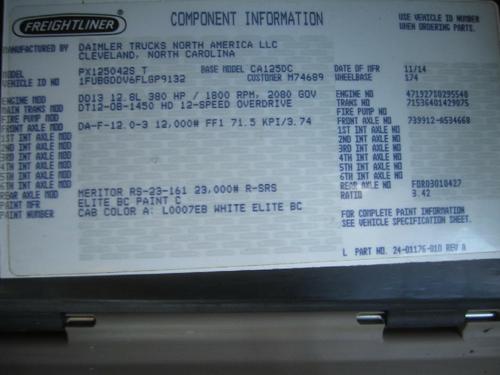 FREIGHTLINER
COMPONENT INFORMATION
USE VEHICLE ID NUMBER
WHEN ORDERING PARTS.
MANUFACTURED BY DAIMLER TRUCKS NORTH AMERICA LLC
CLEVELAND, NORTH CAROLINA
MODEL PX125042S T BASE MODEL CA125DC DATE OF MFR 11/14
VEHICLE ID NO 1FUBGDDV6FLGP9132 CUSTOMER M74689 WHEELBASE 174
ENGINE MOD DD13 12.8L 380 HP / 1800 RPM, 2080 GOV ENGINE NO 471927S0295548
MAIN TRANS MOD DT12-OB-1450 HD 12-SPEED OVERDRIVE TRANS NO 71536401429075
FIRE PUMP MOD FIRE PUMP NO
FRONT AXLE MOD DA-F-12.0-3 12,000# FF1 71.5 KPI/3.74 FRONT AXLE NO 739912-A534668
1ST INT AXLE MOD 1ST INT AXLE NO
2ND INT AXLE MOD 2ND INT AXLE NO
3RD INT AXLE MOD 3RD INT AXLE NO
4TH INT AXLE MOD 4TH INT AXLE NO
5TH INT AXLE MOD 5TH INT AXLE NO
6TH INT AXLE MOD 6TH INT AXLE NO
REAR AXLE MOD MERITOR RS-23-161 23,000# R-SRS REAR AXLE NO FDR03010427
PAINT MFR ELITE BC PAINT C RATIO 3.42
PAINT NUMBER CAB COLOR A: L0007EB WHITE ELITE BC
FOR COMPLETE PAINT INFORMATION
SEE VEHICLE SPECIFICATION SHEET.
L PART NO. 24-01176-010 REV A